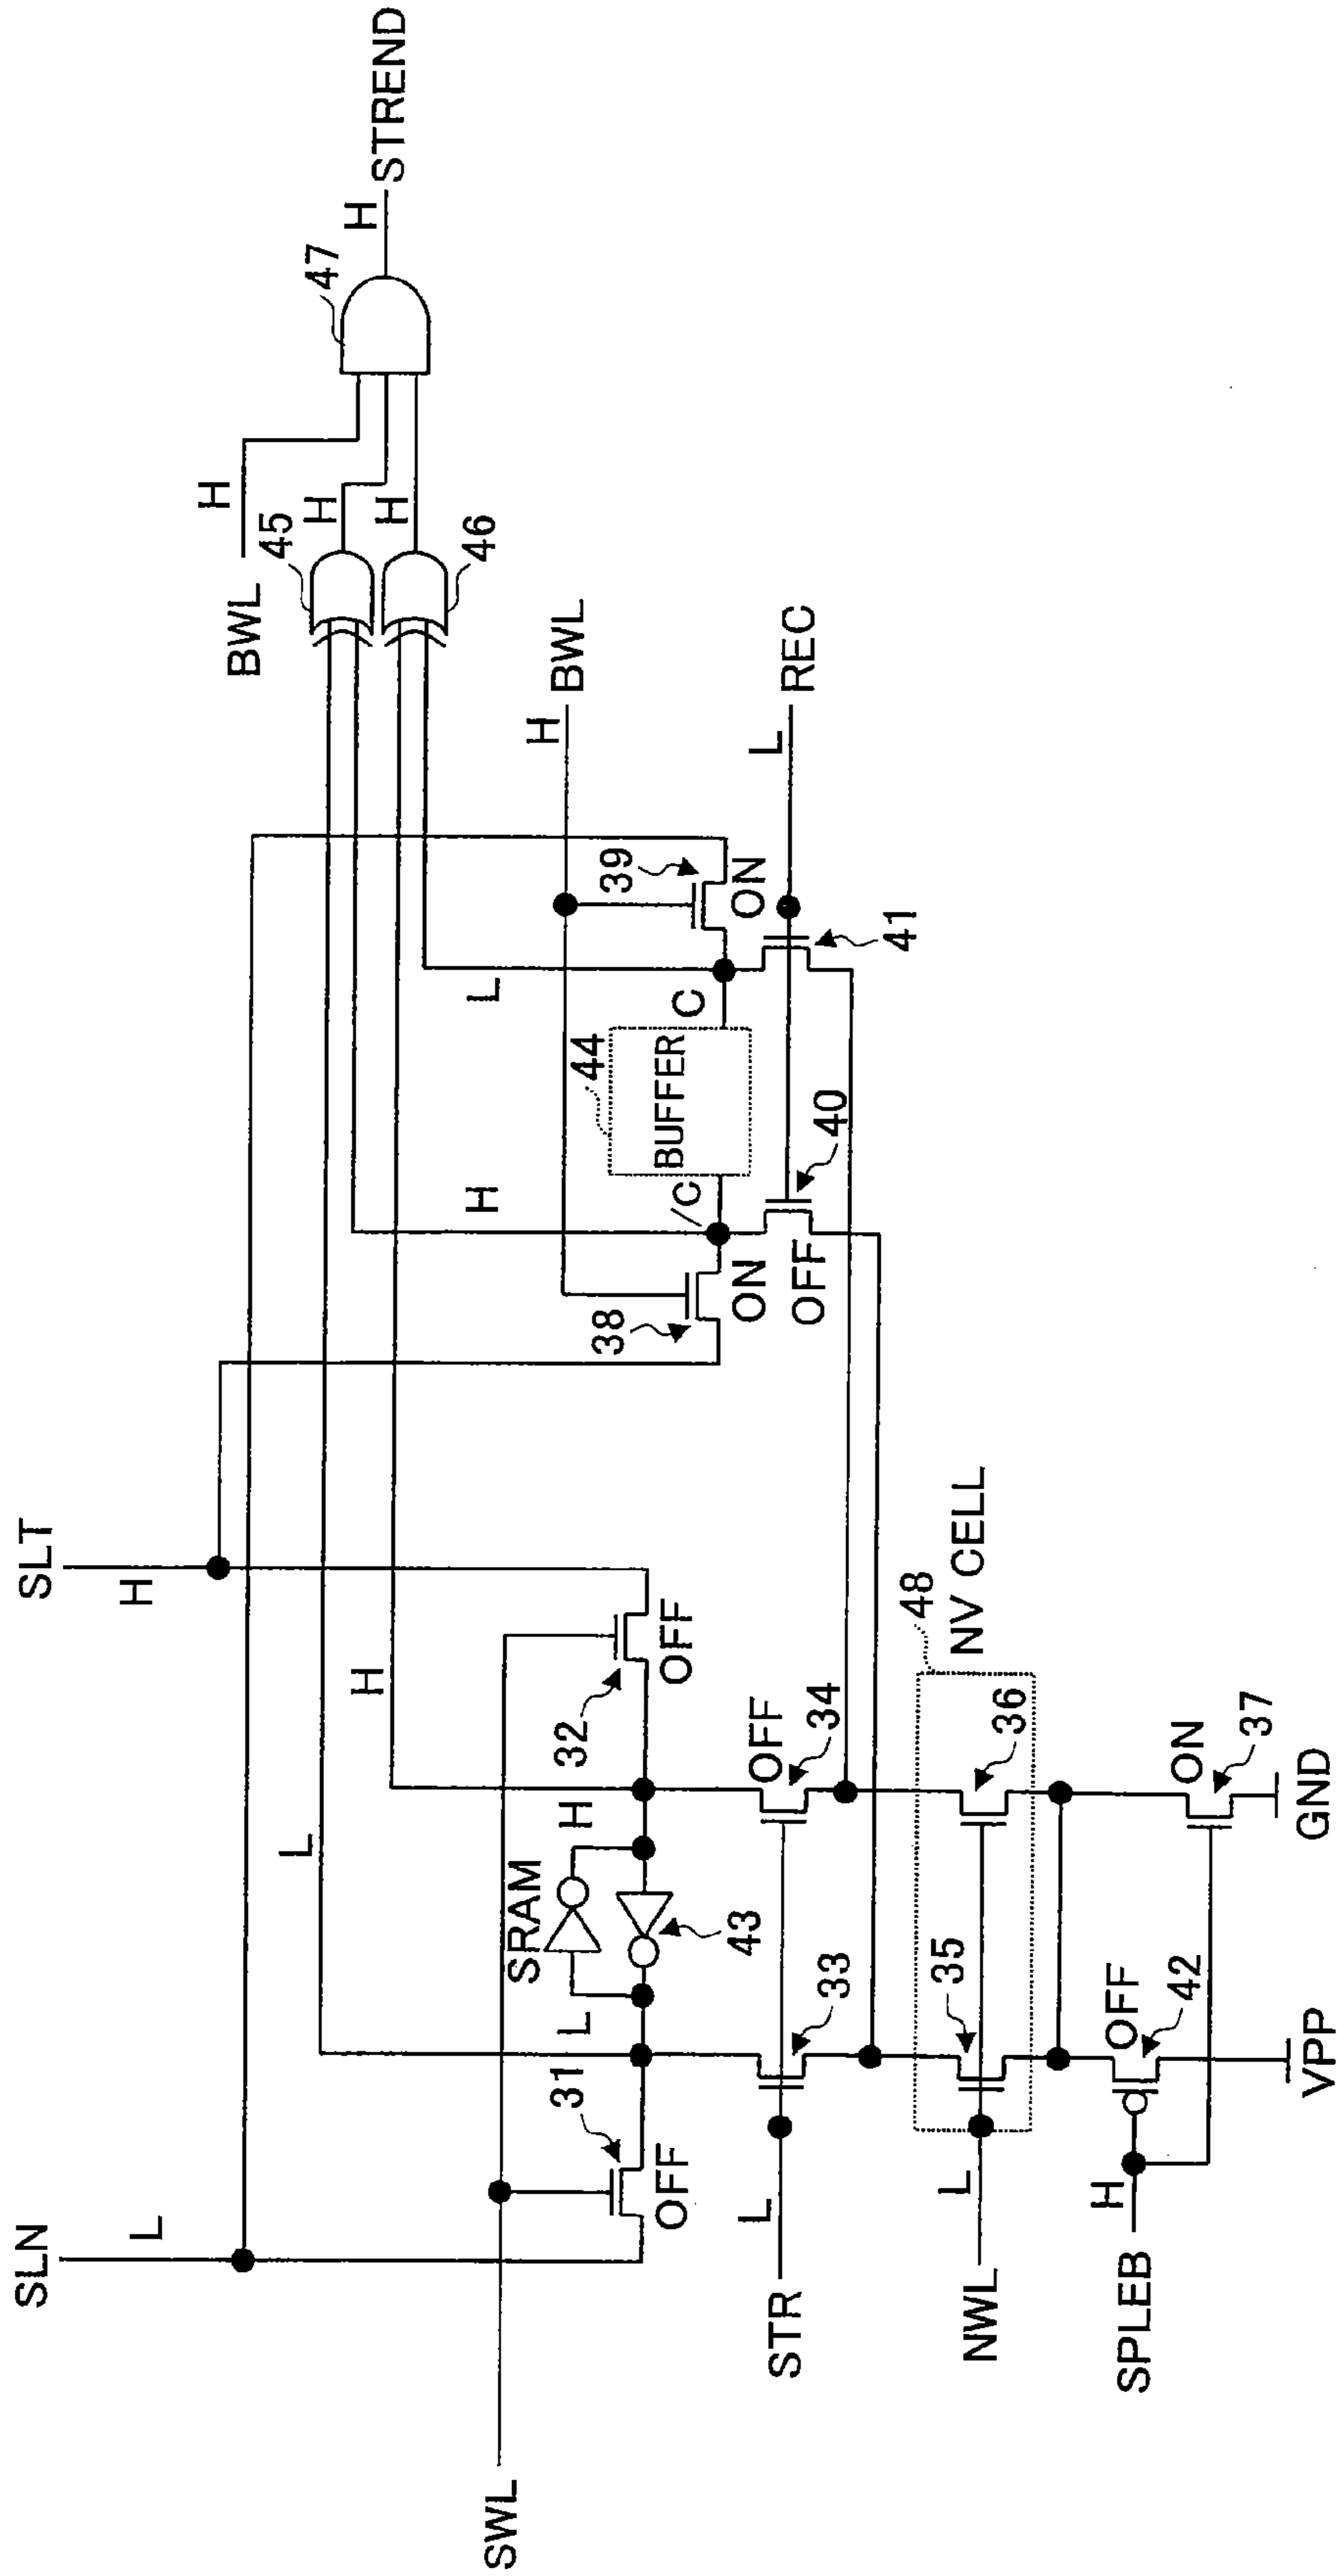 SLN
L
SLT
H
SWL
31
OFF
L
SRAM
43
H
32
OFF
L
H
STR
L
33
OFF
34
NWL
L
35
36
48
NV CELL
SPLEB
H
OFF
42
VPP
ON
37
GND
38
ON
/C
44
BUFFER
C
39
ON
H
L
OFF
40
41
H
BWL
L
REC
BWL
H
45
H
H
46
47
H
STREND